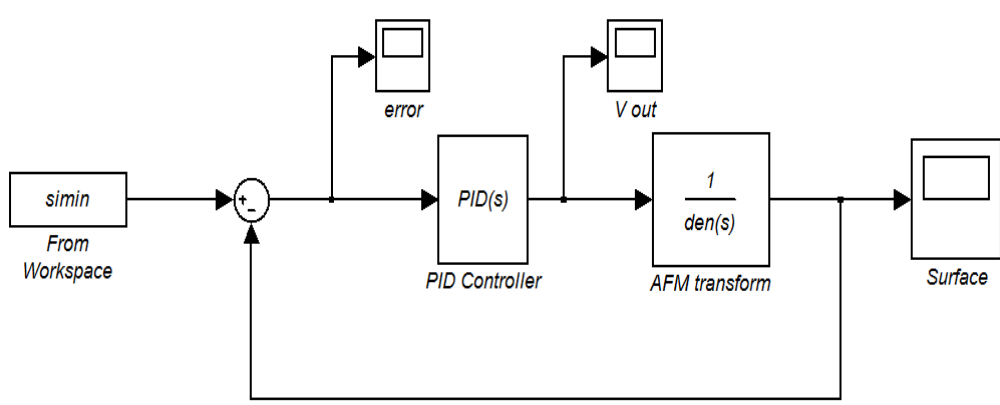 error
V out
simin
From
Workspace
+
−
PID(s)
PID Controller
1
den(s)
AFM transform
Surface